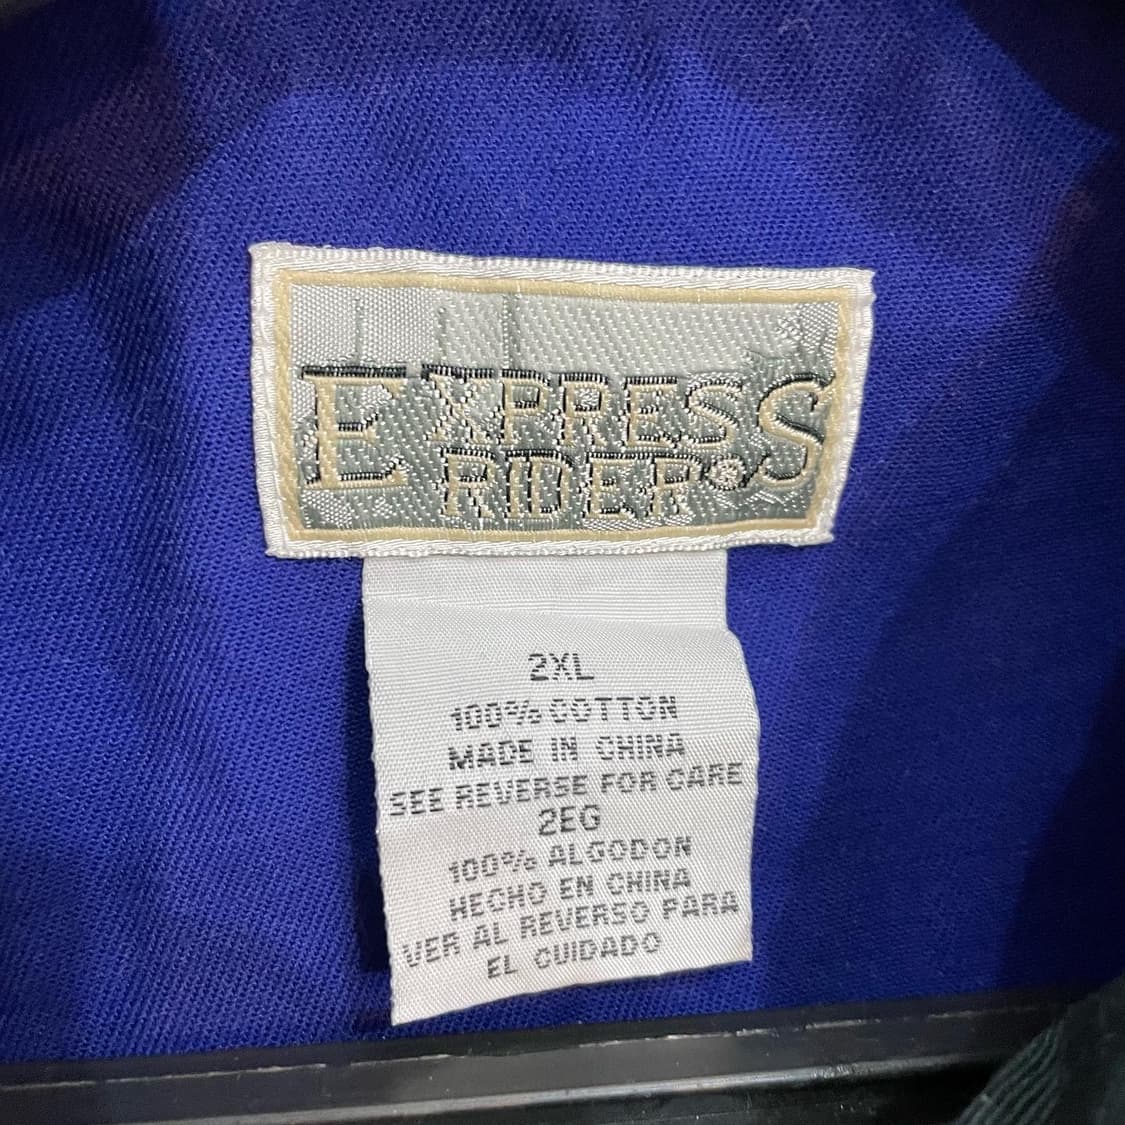 EXPRESS
RIDER®
2XL
100% COTTON
MADE IN CHINA
SEE REVERSE FOR CARE
2EG
100% ALGODON
HECHO EN CHINA
VER AL REVERSO PARA
EL CUIDADO